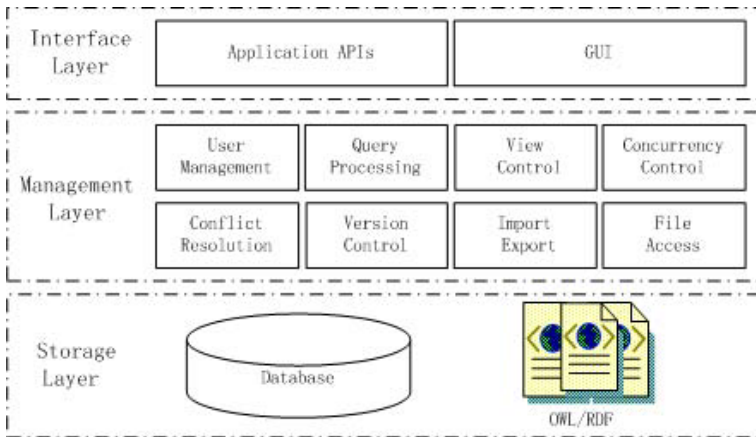 Interface
Layer
Application APIs
GUI
Management
Layer
User
Management
Query
Processing
View
Control
Concurrency
Control
Conflict
Resolution
Version
Control
Import
Export
File
Access
Storage
Layer
Database
OWL/RDF